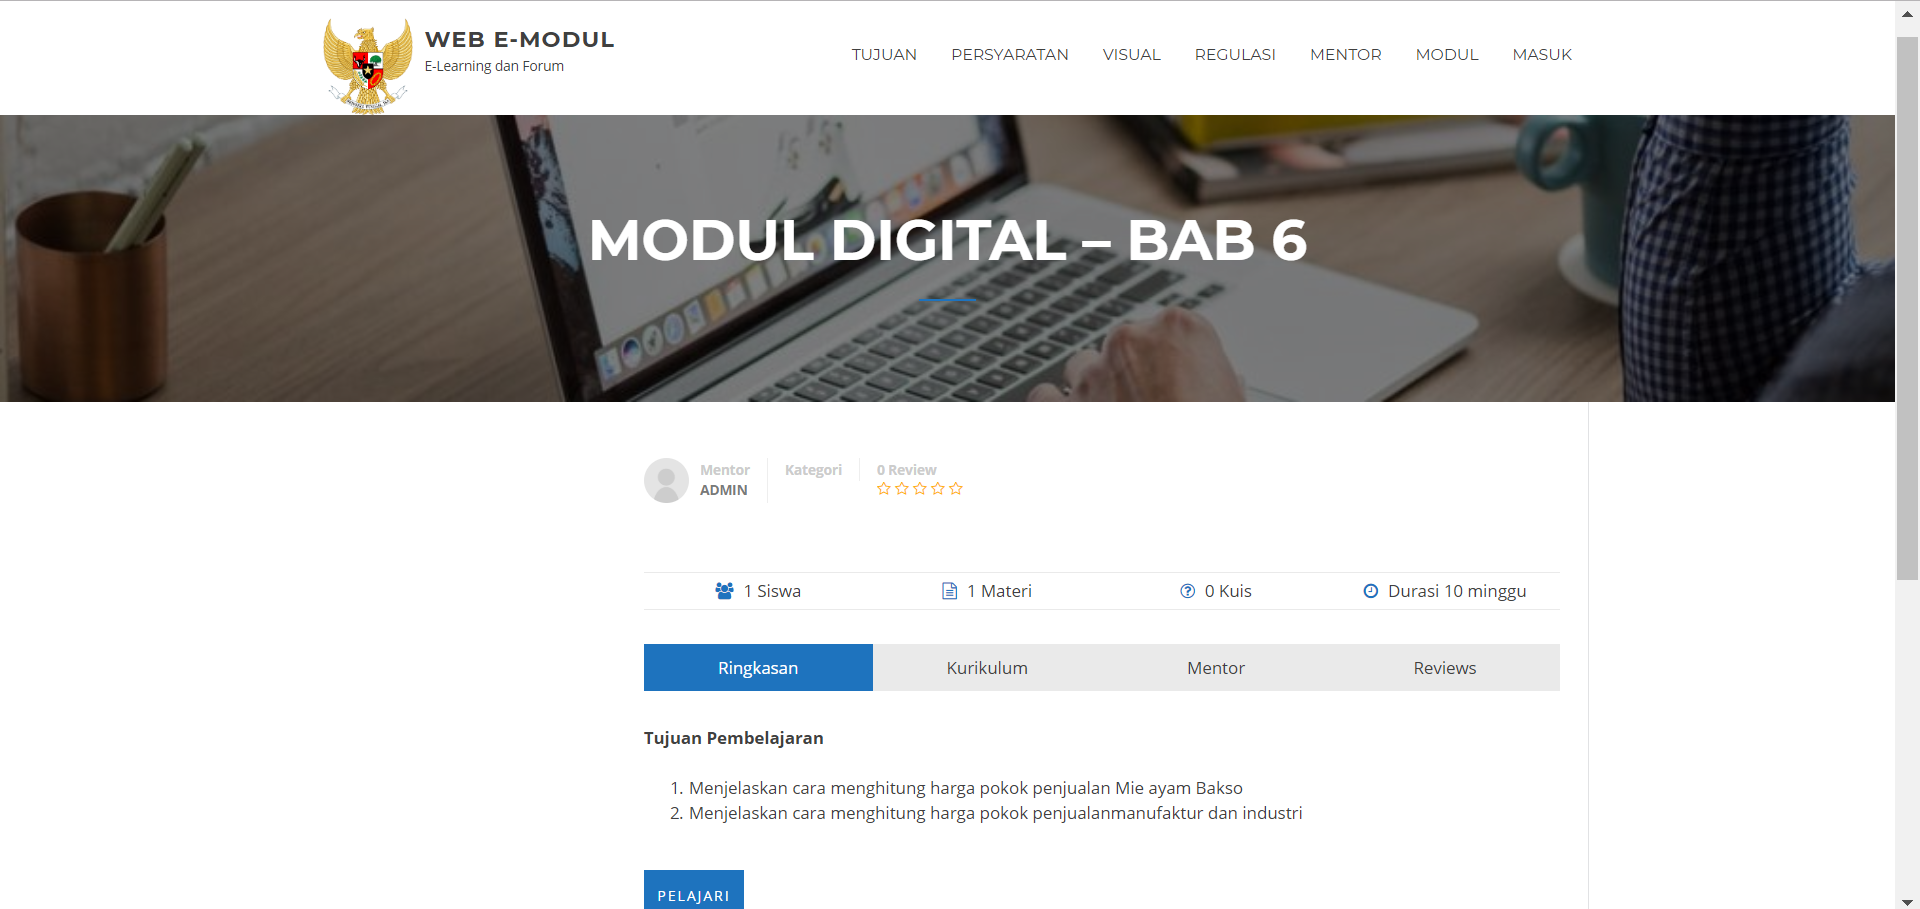 WEB E-MODUL
E-Learning dan Forum
TUJUAN PERSYARATAN VISUAL REGULASI MENTOR MODUL MASUK
MODUL DIGITAL – BAB 6
Mentor Kategori 0 Review
ADMIN
1 Siswa 1 Materi 0 Kuis Durasi 10 minggu
Ringkasan Kurikulum Mentor Reviews
Tujuan Pembelajaran
1. Menjelaskan cara menghitung harga pokok penjualan Mie ayam Bakso
2. Menjelaskan cara menghitung harga pokok penjualanmanufaktur dan industri
PELAJARI